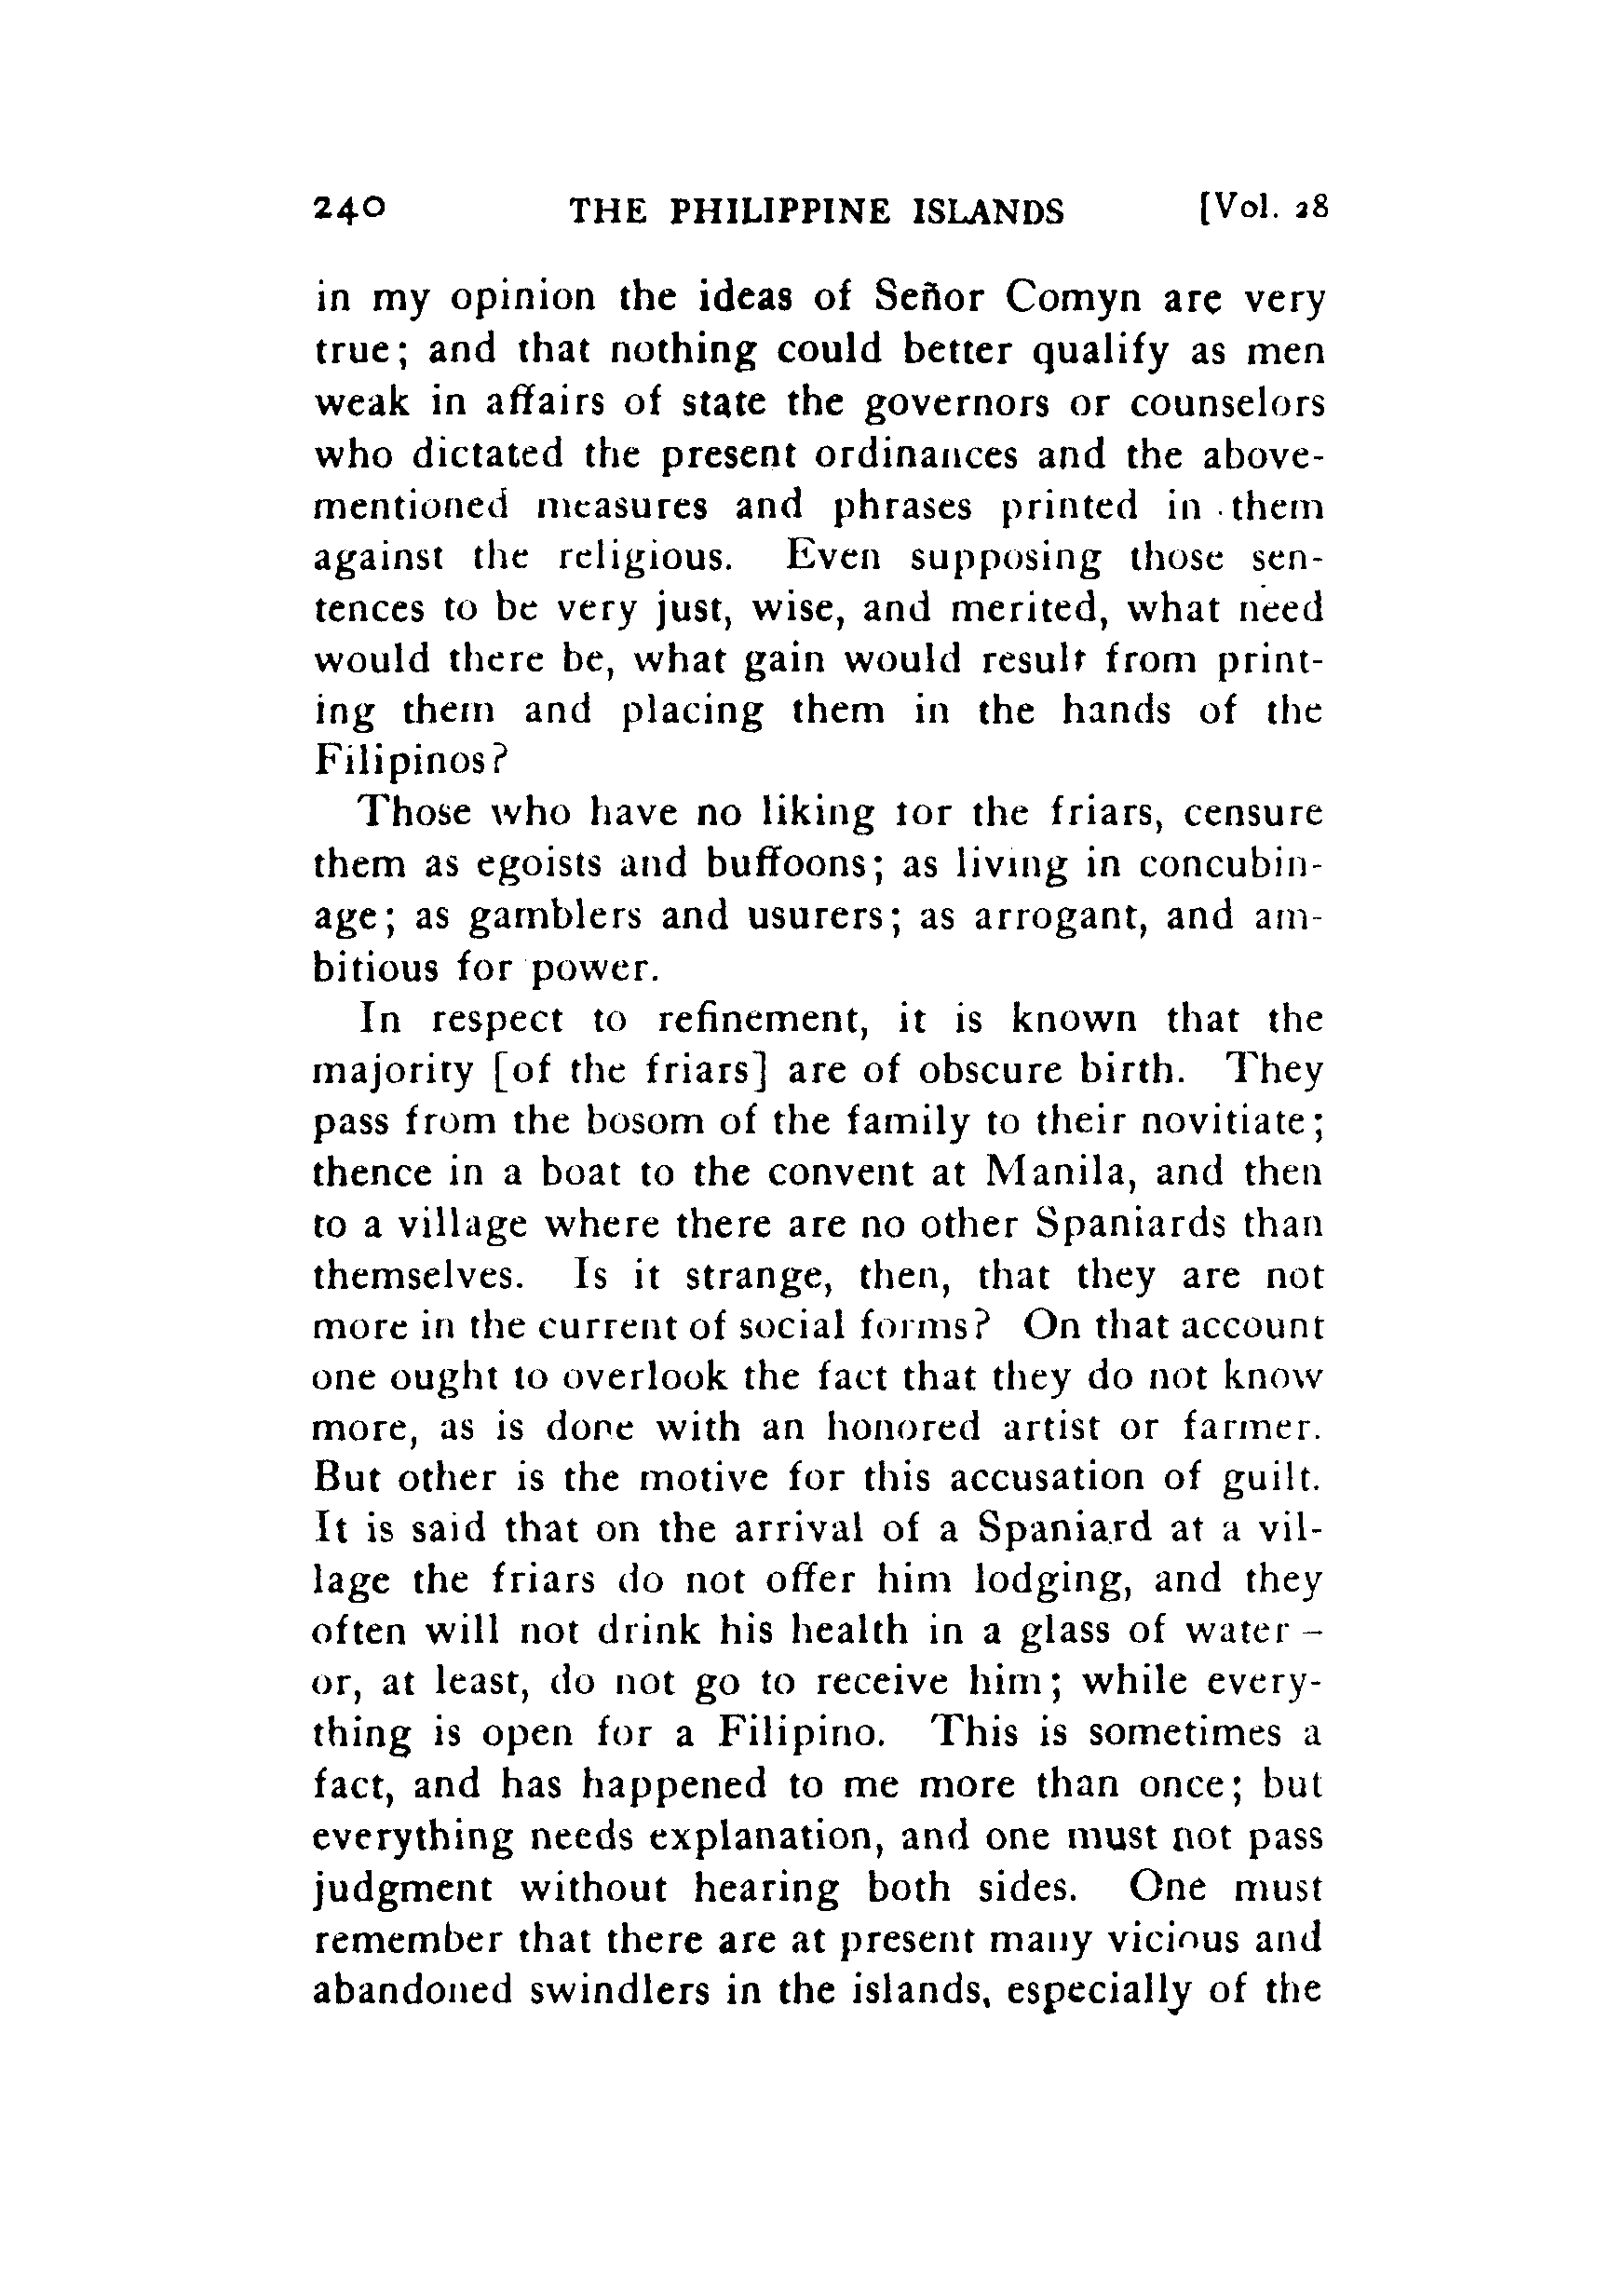 240 THE PHILIPPINE ISLANDS [Vol. 28
in my opinion the ideas of Señor Comyn are very
true; and that nothing could better qualify as men
weak in affairs of state the governors or counselors
who dictated the present ordinances and the above-
mentioned measures and phrases printed in them
against the religious. Even supposing those sen-
tences to be very just, wise, and merited, what need
would there be, what gain would result from print-
ing them and placing them in the hands of the
Filipinos?
Those who have no liking for the friars, censure
them as egoists and buffoons; as living in concubin-
age; as gamblers and usurers; as arrogant, and am-
bitious for power.
In respect to refinement, it is known that the
majority [of the friars] are of obscure birth. They
pass from the bosom of the family to their novitiate;
thence in a boat to the convent at Manila, and then
to a village where there are no other Spaniards than
themselves. Is it strange, then, that they are not
more in the current of social forms? On that account
one ought to overlook the fact that they do not know
more, as is done with an honored artist or farmer.
But other is the motive for this accusation of guilt.
It is said that on the arrival of a Spaniard at a vil-
lage the friars do not offer him lodging, and they
often will not drink his health in a glass of water –
or, at least, do not go to receive him; while every-
thing is open for a Filipino. This is sometimes a
fact, and has happened to me more than once; but
everything needs explanation, and one must not pass
judgment without hearing both sides. One must
remember that there are at present many vicious and
abandoned swindlers in the islands, especially of the